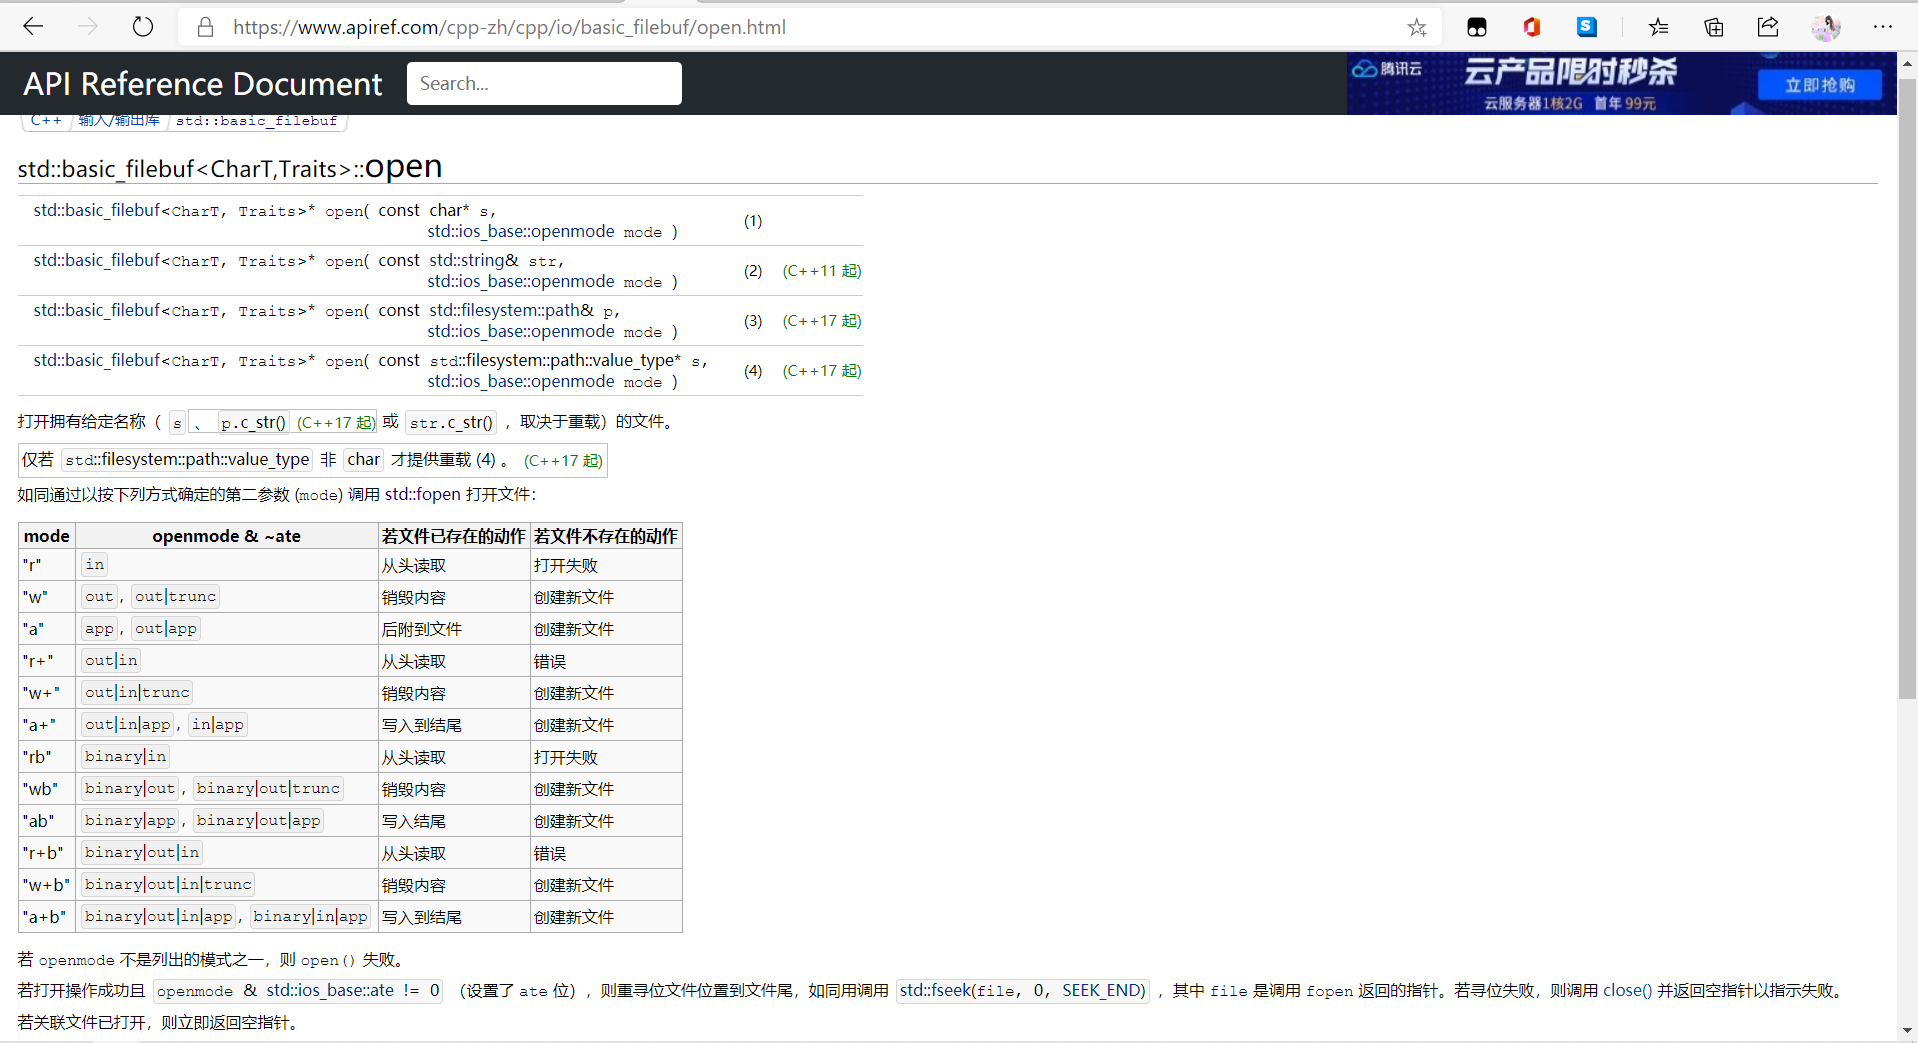 https://www.apiref.com/cpp-zh/cpp/io/basic_filebuf/open.html
API Reference Document
Search...
腾讯云
云产品限时秒杀
云服务器1核2G 首年 99元
立即抢购
C++ 输入/输出库 std::basic_filebuf
std::basic_filebuf<CharT,Traits>::open
std::basic_filebuf<CharT, Traits>* open( const char* s,
std::ios_base::openmode mode ) (1)
std::basic_filebuf<CharT, Traits>* open( const std::string& str,
std::ios_base::openmode mode ) (2) (C++11 起)
std::basic_filebuf<CharT, Traits>* open( const std::filesystem::path& p,
std::ios_base::openmode mode ) (3) (C++17 起)
std::basic_filebuf<CharT, Traits>* open( const std::filesystem::path::value_type* s,
std::ios_base::openmode mode ) (4) (C++17 起)
打开拥有给定名称（ s 、 p.c_str() (C++17 起) 或 str.c_str() ，取决于重载）的文件。
仅若 std::filesystem::path::value_type 非 char 才提供重载 (4) 。 (C++17 起)
如同通过以按下列方式确定的第二参数 (mode) 调用 std::fopen 打开文件：
mode openmode & ~ate 若文件已存在的动作 若文件不存在的动作
"r" in 从头读取 打开失败
"w" out, out|trunc 销毁内容 创建新文件
"a" app, out|app 后附到文件 创建新文件
"r+" out|in 从头读取 错误
"w+" out|in|trunc 销毁内容 创建新文件
"a+" out|in|app, in|app 写入到结尾 创建新文件
"rb" binary|in 从头读取 打开失败
"wb" binary|out, binary|out|trunc 销毁内容 创建新文件
"ab" binary|app, binary|out|app 写入结尾 创建新文件
"r+b" binary|out|in 从头读取 错误
"w+b" binary|out|in|trunc 销毁内容 创建新文件
"a+b" binary|out|in|app, binary|in|app 写入到结尾 创建新文件
若 openmode 不是列出的模式之一，则 open() 失败。
若打开操作成功且 openmode & std::ios_base::ate != 0 （设置了 ate 位），则重寻位文件位置到文件尾，如同用调用 std::fseek(file, 0, SEEK_END) ，其中 file 是调用 fopen 返回的指针。若寻位失败，则调用 close() 并返回空指针以指示失败。
若关联文件已打开，则立即返回空指针。